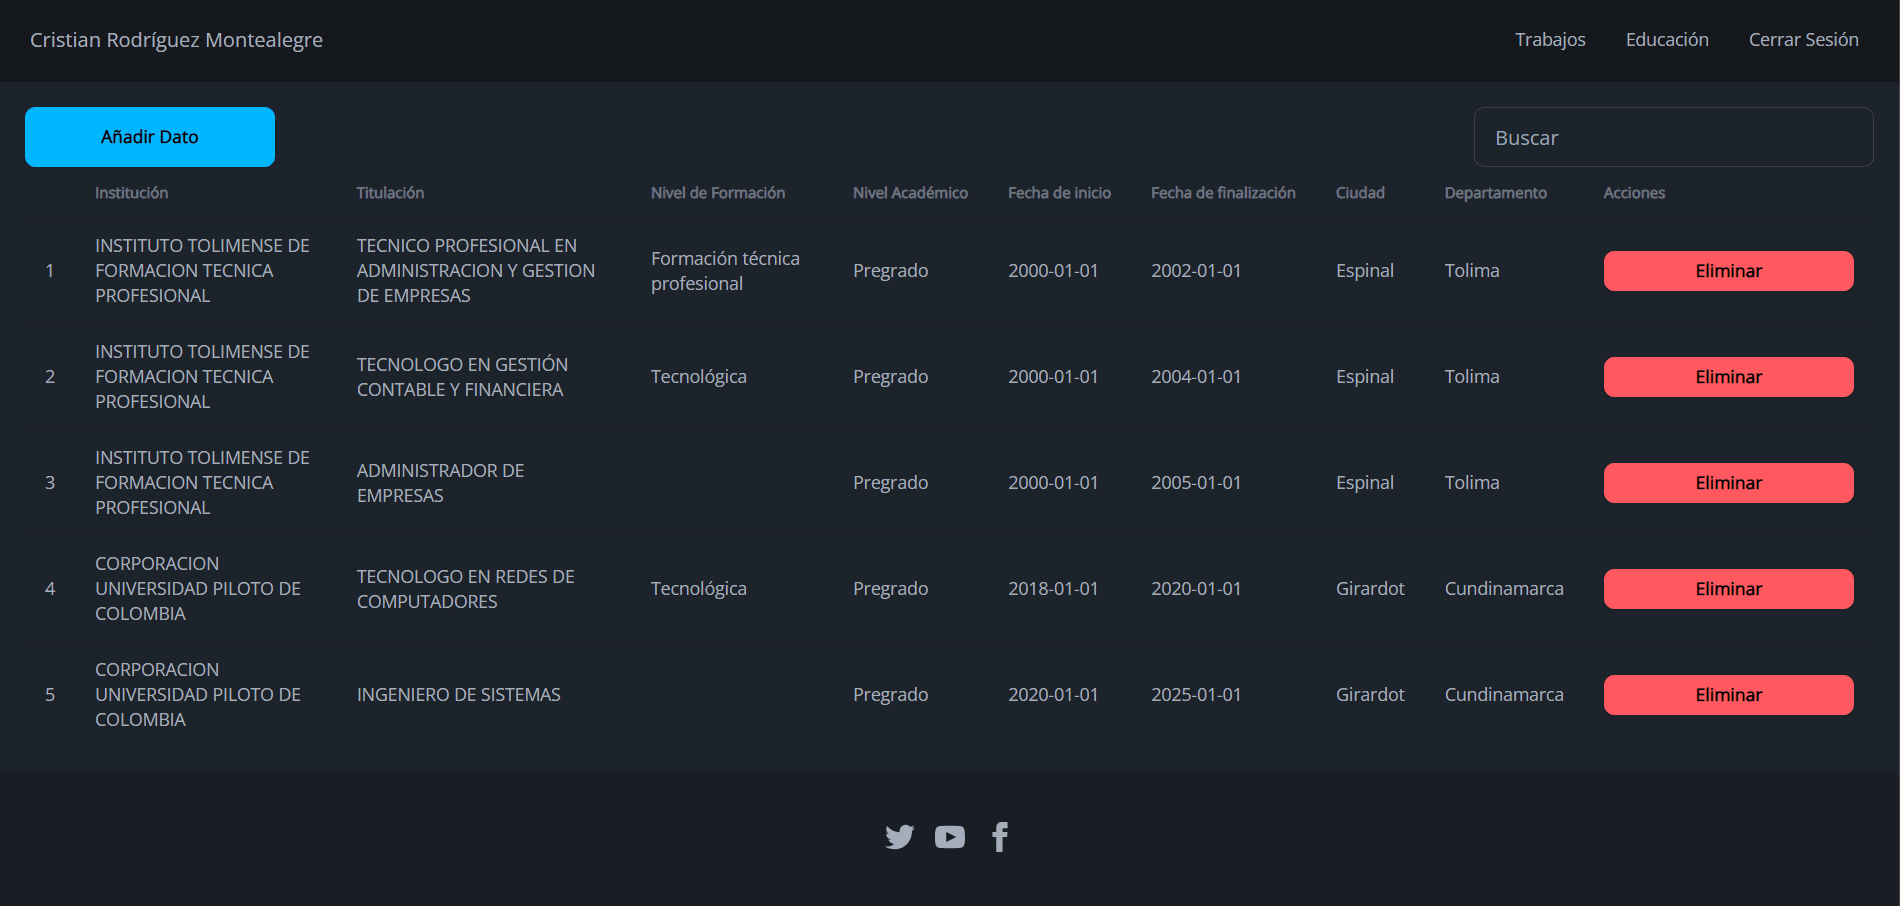 Cristian Rodríguez Montealegre
Trabajos
Educación
Cerrar Sesión
Añadir Dato
Buscar
Institución
Titulación
Nivel de Formación
Nivel Académico
Fecha de inicio
Fecha de finalización
Ciudad
Departamento
Acciones
1
INSTITUTO TOLIMENSE DE
FORMACION TECNICA
PROFESIONAL
TECNICO PROFESIONAL EN
ADMINISTRACION Y GESTION
DE EMPRESAS
Formación técnica
profesional
Pregrado
2000-01-01
2002-01-01
Espinal
Tolima
Eliminar
2
INSTITUTO TOLIMENSE DE
FORMACION TECNICA
PROFESIONAL
TECNOLOGO EN GESTIÓN
CONTABLE Y FINANCIERA
Tecnológica
Pregrado
2000-01-01
2004-01-01
Espinal
Tolima
Eliminar
3
INSTITUTO TOLIMENSE DE
FORMACION TECNICA
PROFESIONAL
ADMINISTRADOR DE
EMPRESAS
Pregrado
2000-01-01
2005-01-01
Espinal
Tolima
Eliminar
4
CORPORACION
UNIVERSIDAD PILOTO DE
COLOMBIA
TECNOLOGO EN REDES DE
COMPUTADORES
Tecnológica
Pregrado
2018-01-01
2020-01-01
Girardot
Cundinamarca
Eliminar
5
CORPORACION
UNIVERSIDAD PILOTO DE
COLOMBIA
INGENIERO DE SISTEMAS
Pregrado
2020-01-01
2025-01-01
Girardot
Cundinamarca
Eliminar